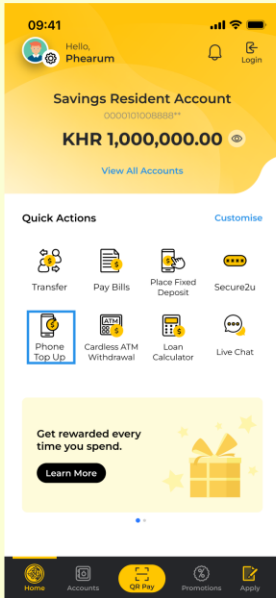 09:41
Hello,
Phearum
Login
Savings Resident Account
0000101008888**
KHR 1,000,000.00
View All Accounts
Quick Actions
Customise
Transfer
Pay Bills
Place Fixed
Deposit
Secure2u
Phone
Top Up
ATM
Cardless ATM
Withdrawal
Loan
Calculator
Live Chat
Get rewarded every
time you spend.
Learn More
Home
Accounts
QR Pay
Promotions
Apply